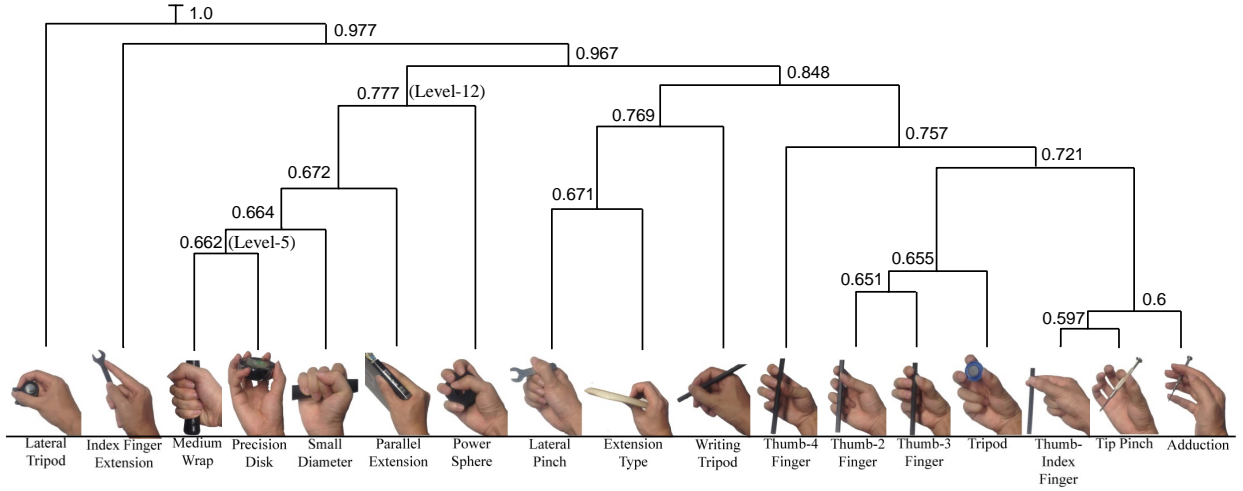 1.0
0.977
0.967
0.848
0.777 (Level-12)
0.769
0.757
0.721
0.672
0.671
0.664
0.662 (Level-5)
0.655
0.651
0.6
0.597
Lateral
Tripod
Index Finger
Extension
Medium
Wrap
Precision
Disk
Small
Diameter
Parallel
Extension
Power
Sphere
Lateral
Pinch
Extension
Type
Writing
Tripod
Thumb-4
Finger
Thumb-2
Finger
Thumb-3
Finger
Tripod
Thumb-
Index
Finger
Tip Pinch
Adduction